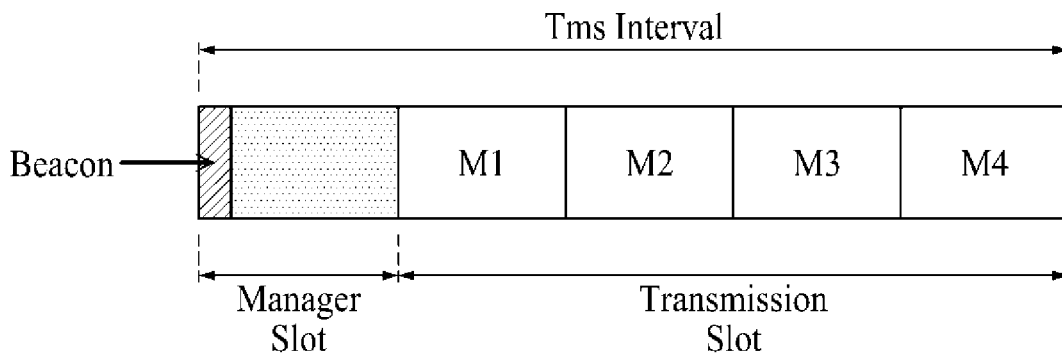 Tms Interval
Beacon
M1 M2 M3 M4
Manager
Slot
Transmission
Slot